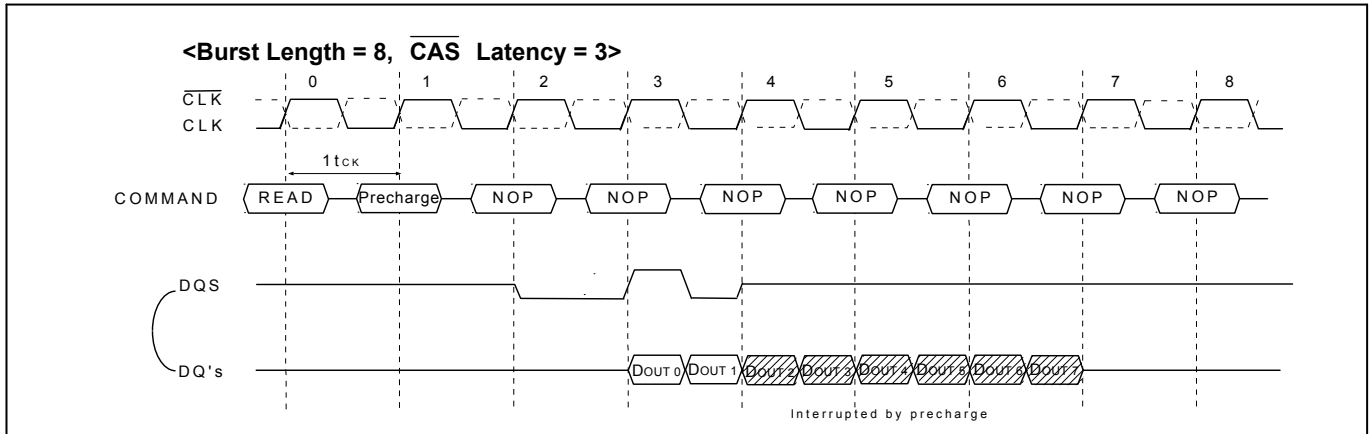 <Burst Length = 8, CAS Latency = 3>
0 1 2 3 4 5 6 7 8
CLK
CLK
1tCK
COMMAND READ Precharge NOP NOP NOP NOP NOP NOP NOP
DQS
DQ's DOUT 0 DOUT 1 DOUT 2 DOUT 3 DOUT 4 DOUT 5 DOUT 6 DOUT 7
Interrupted by precharge